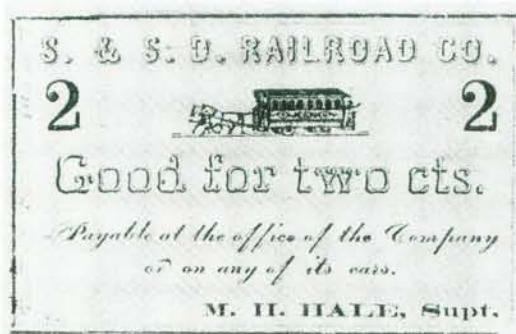 S. & S. D. RAILROAD CO.
2 2
Good for two cts.
Payable at the office of the Company
or on any of its cars.
M. H. HALE, Supt.